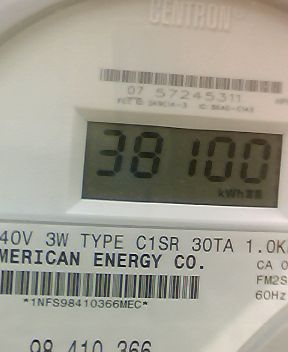 CENTRON
07 57245311
38100
kWh
40V 3W TYPE C1SR 30TA 1.0K
MERICAN ENERGY CO.
CA 0
FM2S
60Hz
*1NFS98410366MEC*
98 410 366